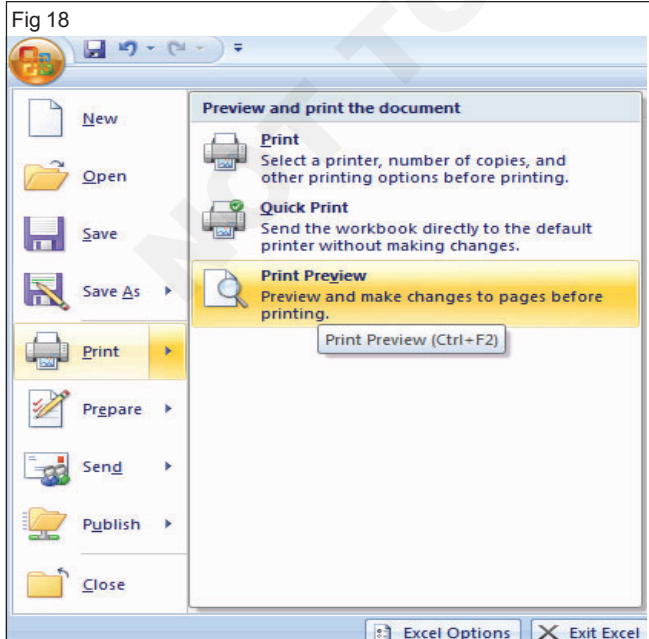 Fig 18
New
Open
Save
Save As
Print
Prepare
Send
Publish
Close
Preview and print the document
Print
Select a printer, number of copies, and
other printing options before printing.
Quick Print
Send the workbook directly to the default
printer without making changes.
Print Preview
Preview and make changes to pages before
printing.
Print Preview (Ctrl+F2)
Excel Options
Exit Excel
NOT TO